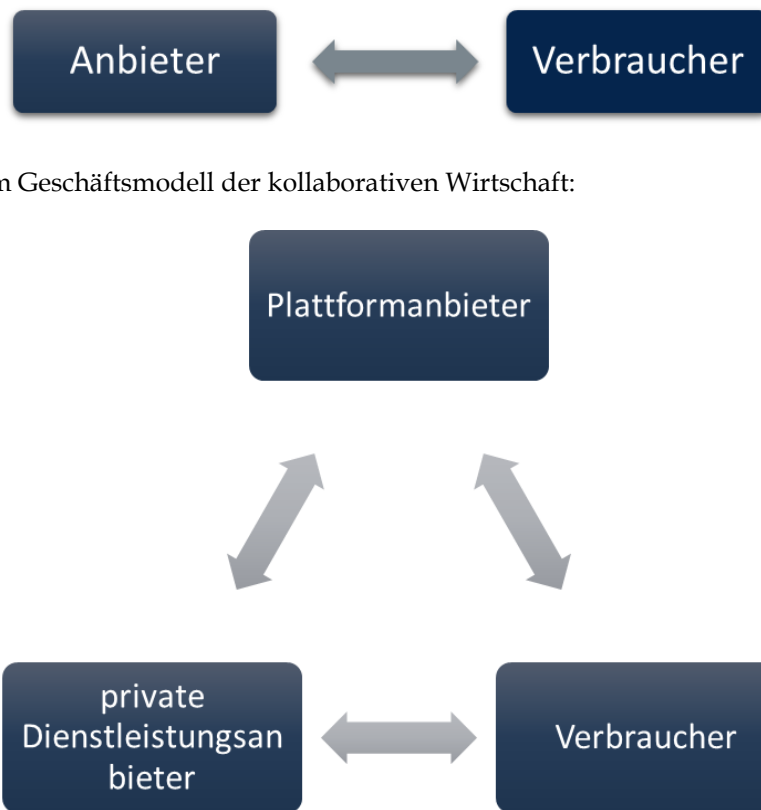 Anbieter
Verbraucher
Geschäftsmodell der kollaborativen Wirtschaft:
Plattformanbieter
private
Dienstleistungsan
bieter
Verbraucher